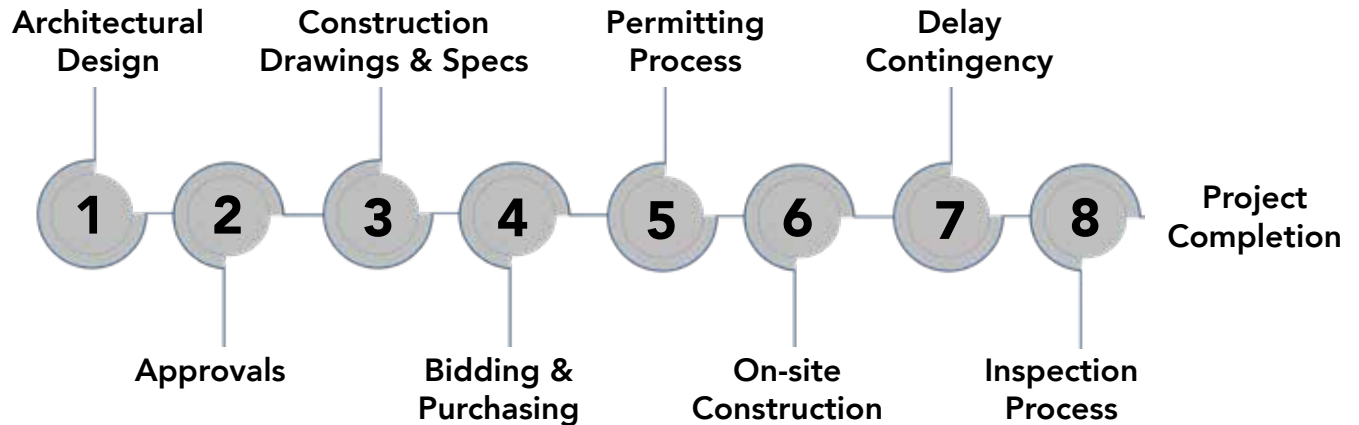 Architectural
Design
Construction
Drawings & Specs
Permitting
Process
Delay
Contingency
1
2
3
4
5
6
7
8
Project
Completion
Approvals
Bidding &
Purchasing
On-site
Construction
Inspection
Process